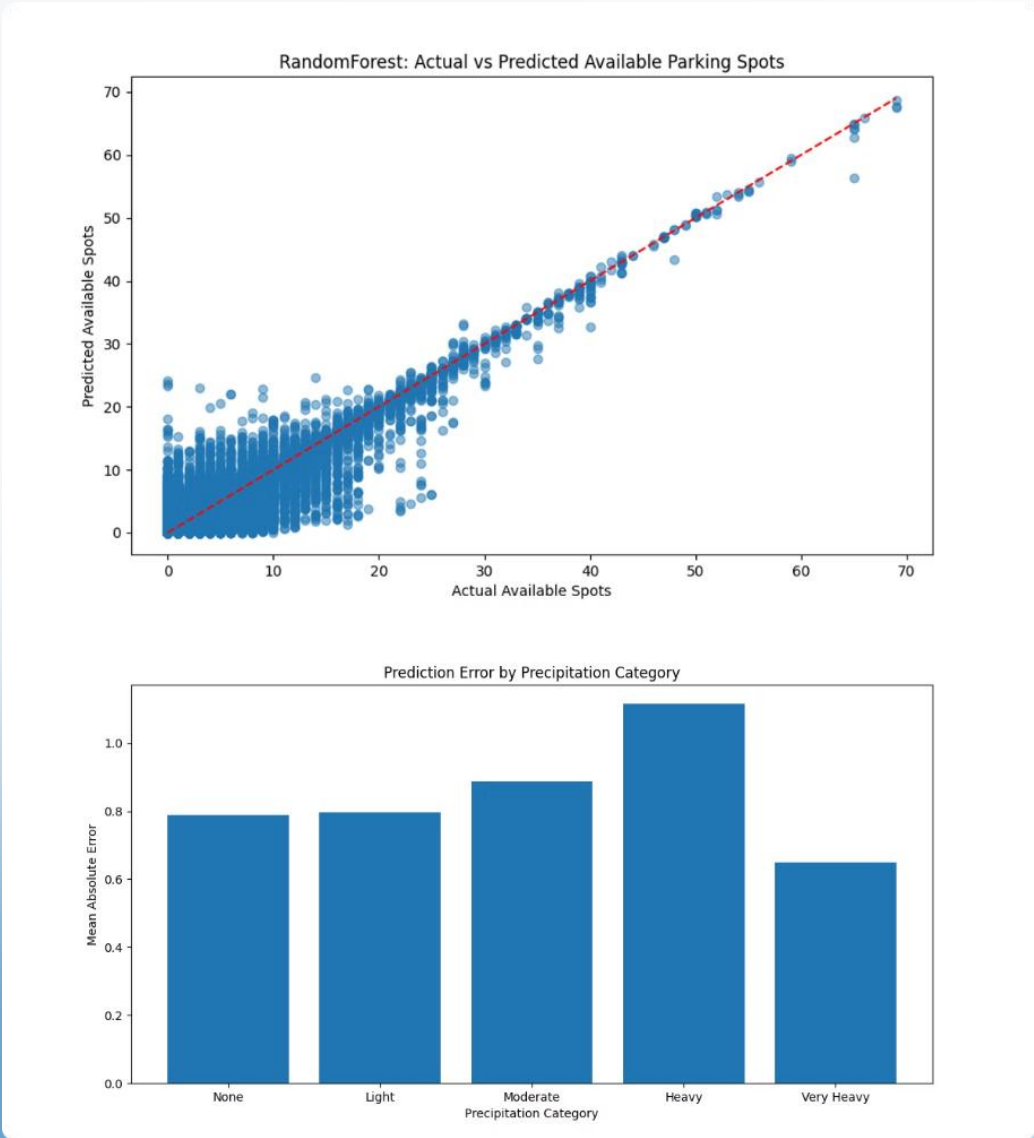 RandomForest: Actual vs Predicted Available Parking Spots
70
60
50
40
30
20
10
0
Predicted Available Spots
0 10 20 30 40 50 60 70
Actual Available Spots
Prediction Error by Precipitation Category
1.0
0.8
0.6
0.4
0.2
0.0
Mean Absolute Error
None Light Moderate Heavy Very Heavy
Precipitation Category